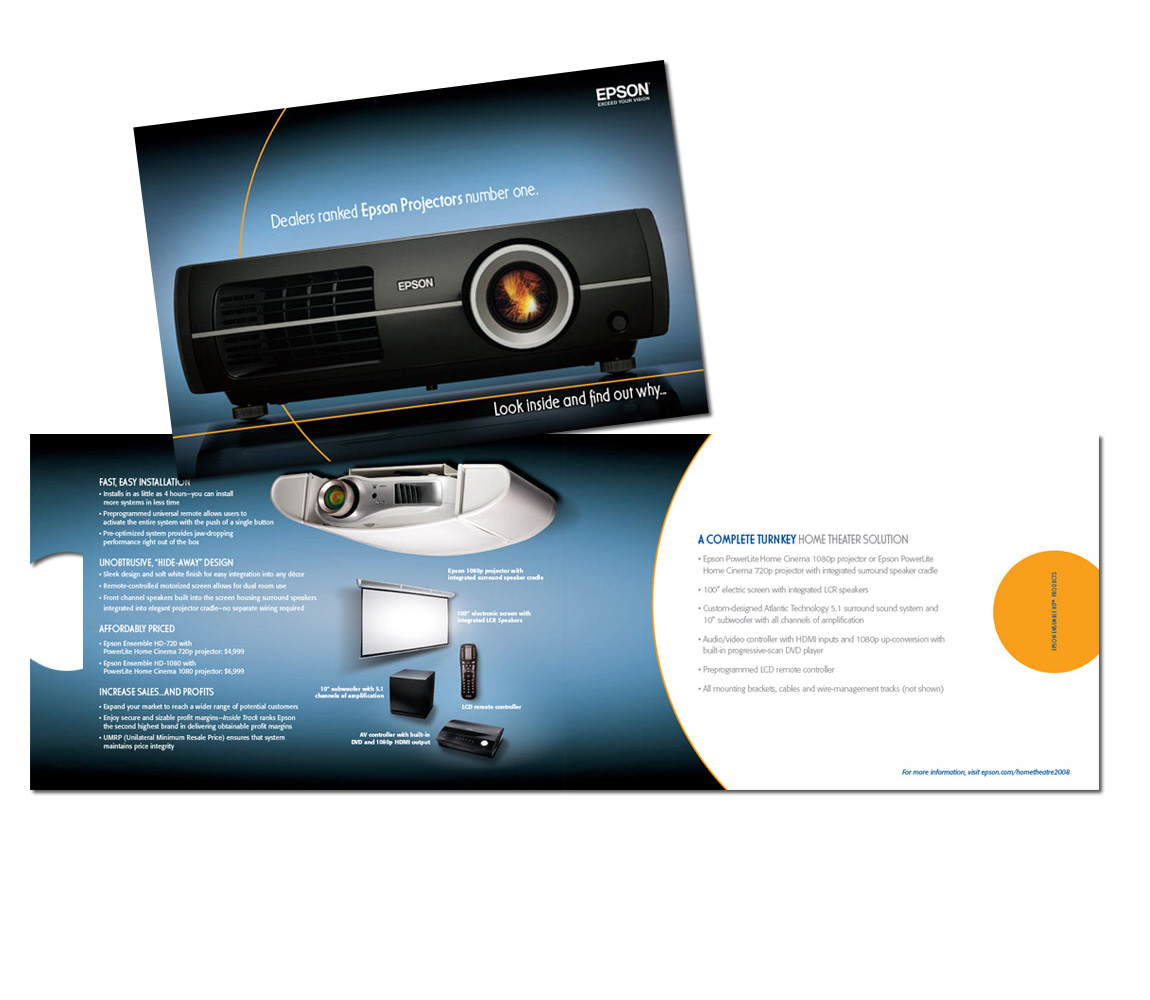 EPSON
EXCEED YOUR VISION
Dealers ranked Epson Projectors number one.
EPSON
Look inside and find out why...
FAST, EASY INSTALLATION
• Installs in as little as 4 hours—you can install
more systems in less time
• Preprogrammed universal remote allows users to
activate the entire system with the push of a single button
• Pre-optimized system provides jaw-dropping
performance right out of the box
UNOBTRUSIVE, “HIDE-AWAY” DESIGN
• Sleek design and soft white finish for easy integration into any décor
• Remote-controlled motorized screen allows for dual room use
• Front channel speakers built into the screen housing surround speakers
integrated into elegant projector cradle—no separate wiring required
AFFORDABLY PRICED
• Epson Ensemble HD-720 with
PowerLite Home Cinema 720p projector: $4,999
• Epson Ensemble HD-1080 with
PowerLite Home Cinema 1080 projector: $6,999
INCREASE SALES...AND PROFITS
• Expand your market to reach a wider range of potential customers
• Enjoy secure and sizable profit margins—Inside Track ranks Epson
the second highest brand in delivering obtainable profit margins
• UMRP (Unilateral Minimum Resale Price) ensures that system
maintains price integrity
Epson 1080p projector with
integrated surround speaker cradle
100" electronic screen with
integrated LCR Speakers
10" subwoofer with 5.1
channels of amplification
LCD remote controller
AV controller with built-in
DVD and 1080p HDMI output
A COMPLETE TURNKEY HOME THEATER SOLUTION
• Epson PowerLite Home Cinema 1080p projector or Epson PowerLite
Home Cinema 720p projector with integrated surround speaker cradle
• 100" electric screen with integrated LCR speakers
• Custom-designed Atlantic Technology 5.1 surround sound system and
10" subwoofer with all channels of amplification
• Audio/video controller with HDMI inputs and 1080p up-conversion with
built-in progressive-scan DVD player
• Preprogrammed LCD remote controller
• All mounting brackets, cables and wire-management tracks (not shown)
EPSON ENSEMBLE HD™ PRODUCTS
For more information, visit epson.com/hometheatre2008